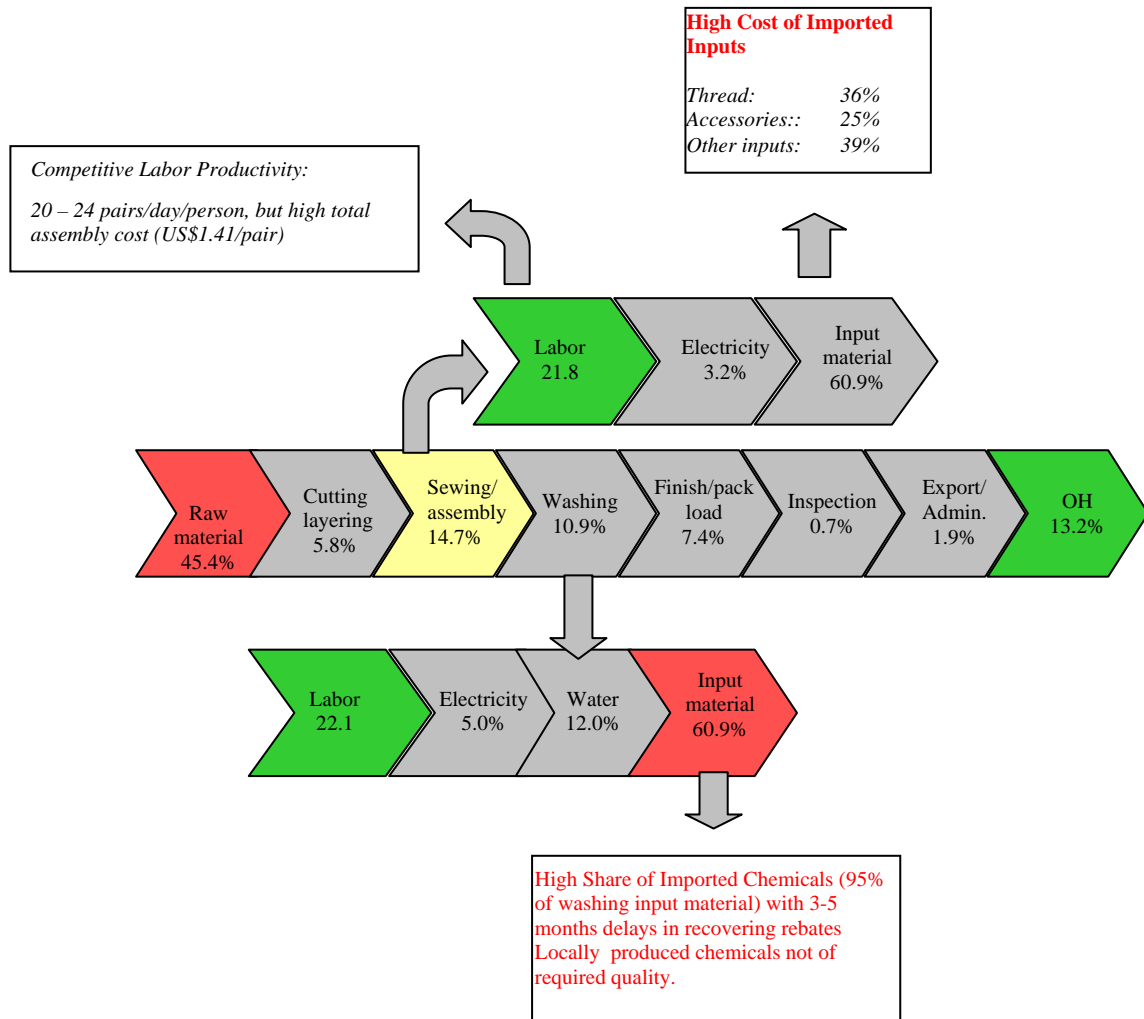 High Cost of Imported
Inputs
Thread: 36%
Accessories:: 25%
Other inputs: 39%
Competitive Labor Productivity:
20 – 24 pairs/day/person, but high total
assembly cost (US$1.41/pair)
Labor
21.8
Electricity
3.2%
Input
material
60.9%
Raw
material
45.4%
Cutting
layering
5.8%
Sewing/
assembly
14.7%
Washing
10.9%
Finish/pack
load
7.4%
Inspection
0.7%
Export/
Admin.
1.9%
OH
13.2%
Labor
22.1
Electricity
5.0%
Water
12.0%
Input
material
60.9%
High Share of Imported Chemicals (95%
of washing input material) with 3-5
months delays in recovering rebates
Locally produced chemicals not of
required quality.